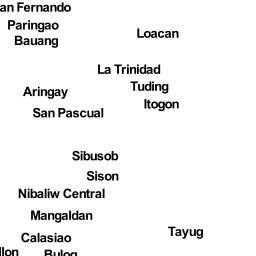 an Fernando
Paringao
Loacan
Bauang
La Trinidad
Tuding
Aringay
Itogon
San Pascual
Sibusob
Sison
Nibaliw Central
Mangaldan
Tayug
Calasiao
llon
Bulog